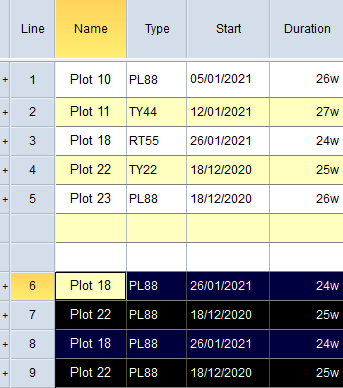 Line Name Type Start Duration
+ 1 Plot 10 PL88 05/01/2021 26w
+ 2 Plot 11 TY44 12/01/2021 27w
+ 3 Plot 18 RT55 26/01/2021 24w
+ 4 Plot 22 TY22 18/12/2020 25w
+ 5 Plot 23 PL88 18/12/2020 26w
+ 6 Plot 18 PL88 26/01/2021 24w
+ 7 Plot 22 PL88 18/12/2020 25w
+ 8 Plot 18 PL88 26/01/2021 24w
+ 9 Plot 22 PL88 18/12/2020 25w